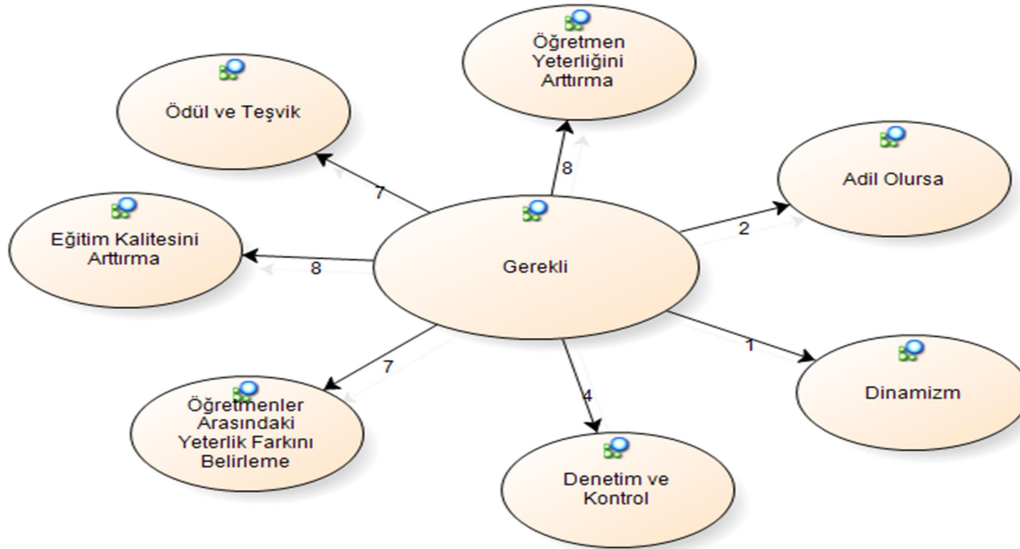 Öğretmen
Yeterliğini
Arttırma
Ödül ve Teşvik
8
7
Adil Olursa
2
Eğitim Kalitesini
Arttırma
8
Gerekli
1
7
4
Dinamizm
Öğretmenler
Arasındaki
Yeterlik Farkını
Belirleme
Denetim ve
Kontrol